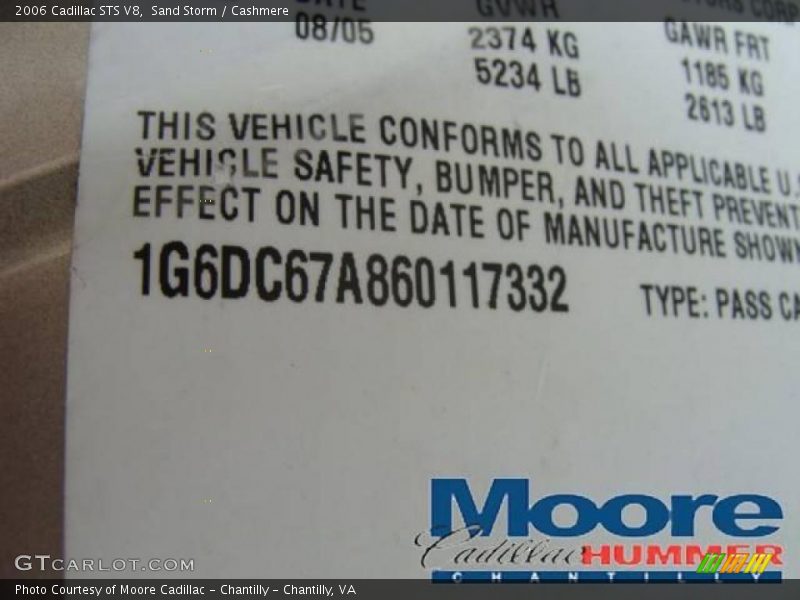 2006 Cadillac STS V8, Sand Storm / Cashmere
DATE GVWR
08/05 2374 KG GAWR FRT
5234 LB 1185 KG
2613 LB
THIS VEHICLE CONFORMS TO ALL APPLICABLE U.S
VEHICLE SAFETY, BUMPER, AND THEFT PREVENT
EFFECT ON THE DATE OF MANUFACTURE SHOWN
1G6DC67A860117332 TYPE: PASS CA
Moore
Cadillac HUMMER
CHANTILLY
GTCARLOT.COM
Photo Courtesy of Moore Cadillac - Chantilly - Chantilly, VA